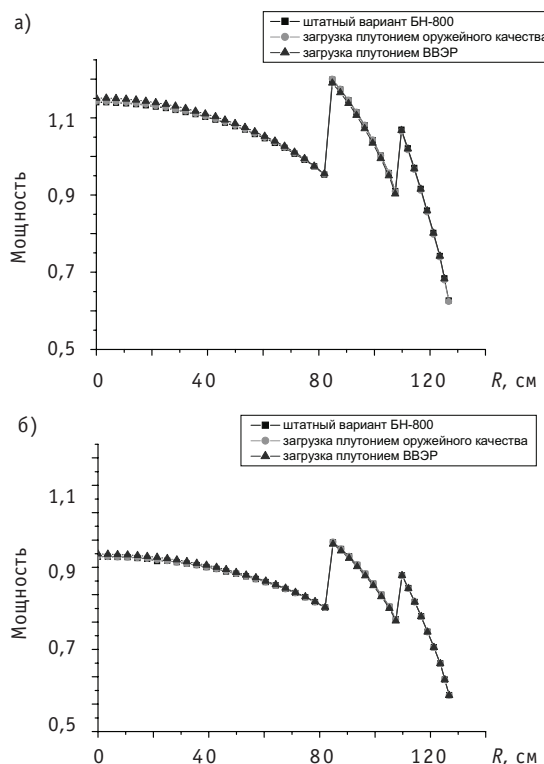 а)
штатный вариант БН-800
загрузка плутонием оружейного качества
загрузка плутонием ВВЭР
Мощность
1,1
0,9
0,7
0,5
0 40 80 120 R, см
б)
штатный вариант БН-800
загрузка плутонием оружейного качества
загрузка плутонием ВВЭР
Мощность
1,1
0,9
0,7
0,5
0 40 80 120 R, см